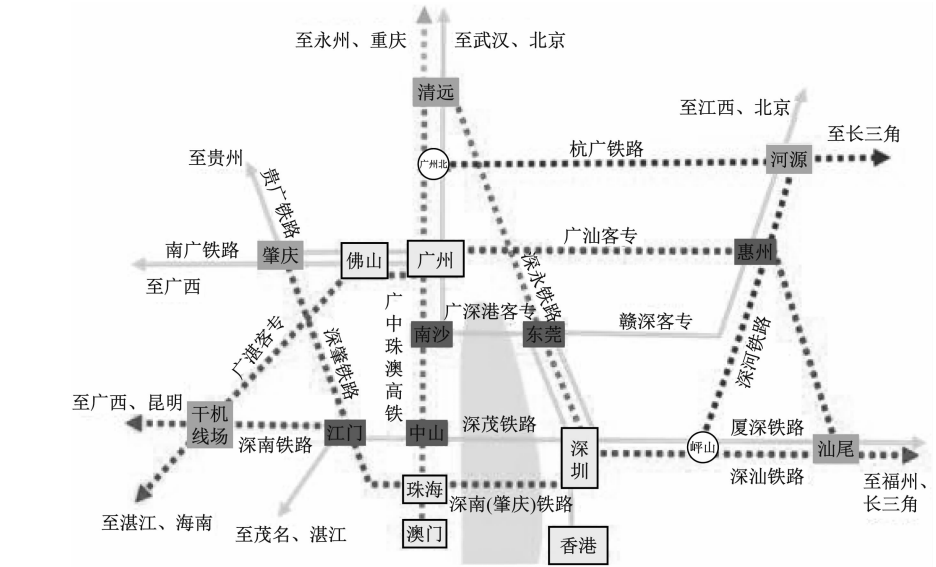 至永州、重庆
至武汉、北京
清远
至江西、北京
至长三角
杭广铁路
广州北
河源
至贵州
贵广铁路
南广铁路
肇庆
佛山
广州
广汕客专
惠州
至广西
深永铁路
广湛客专
深肇铁路
广中珠澳高铁
广深港客专
南沙
东莞
赣深客专
深河铁路
至广西、昆明
干机
线场
深南铁路
江门
中山
深茂铁路
深圳
岼山
厦深铁路
汕尾
深汕铁路
珠海
深南(肇庆)铁路
至福州、
长三角
至湛江、海南
至茂名、湛江
澳门
香港